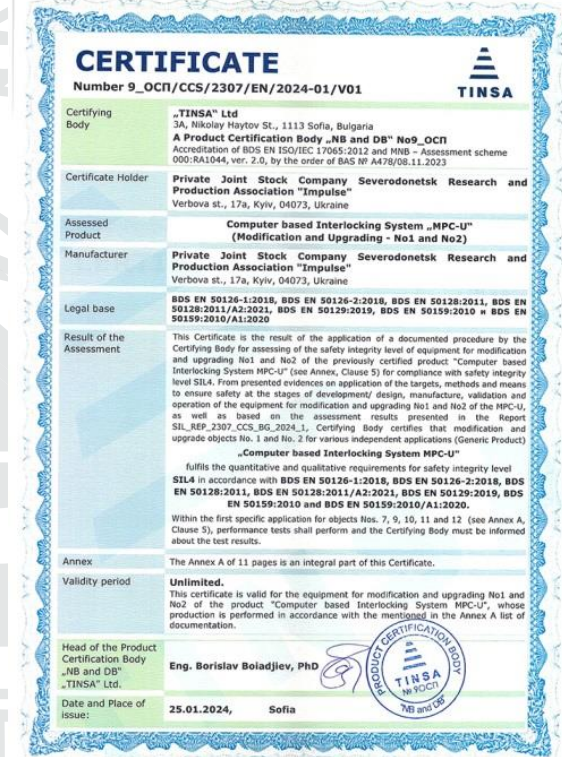 CERTIFICATE
Number 9_ОСП/CCS/2307/EN/2024-01/V01
TINSA
Certifying
Body
„TINSA" Ltd
3A, Nikolay Haytov St., 1113 Sofia, Bulgaria
A Product Certification Body „NB and DB" No9_ОСП
Accreditation of BDS EN ISO/IEC 17065:2012 and MNB – Assessment scheme
000:RA1044, ver. 2.0, by the order of BAS № A478/08.11.2023
Certificate Holder
Private Joint Stock Company Severodonetsk Research and
Production Association "Impulse"
Verbova st., 17a, Kyiv, 04073, Ukraine
Assessed
Product
Computer based Interlocking System „MPC-U"
(Modification and Upgrading - No1 and No2)
Manufacturer
Private Joint Stock Company Severodonetsk Research and
Production Association "Impulse"
Verbova st., 17a, Kyiv, 04073, Ukraine
Legal base
BDS EN 50126-1:2018, BDS EN 50126-2:2018, BDS EN 50128:2011, BDS EN
50128:2011/A2:2021, BDS EN 50129:2019, BDS EN 50159:2010 и BDS EN
50159:2010/A1:2020
Result of the
Assessment
This Certificate is the result of the application of a documented procedure by the
Certifying Body for assessing of the safety integrity level of equipment for modification
and upgrading No1 and No2 of the previously certified product "Computer based
Interlocking System MPC-U" (see Annex, Clause 5) for compliance with safety integrity
level SIL4. From presented evidences on application of the targets, methods and means
to ensure safety at the stages of development/ design, manufacture, validation and
operation of the equipment for modification and upgrading No1 and No2 of the MPC-U,
as well as based on the assessment results presented in the Report
SIL_REP_2307_CCS_BG_2024_1, Certifying Body certifies that modification and
upgrade objects No. 1 and No. 2 for various independent applications (Generic Product)
„Computer based Interlocking System MPC-U"
fulfils the quantitative and qualitative requirements for safety integrity level
SIL4 in accordance with BDS EN 50126-1:2018, BDS EN 50126-2:2018, BDS
EN 50128:2011, BDS EN 50128:2011/A2:2021, BDS EN 50129:2019, BDS
EN 50159:2010 and BDS EN 50159:2010/A1:2020.
Within the first specific application for objects Nos. 7, 9, 10, 11 and 12 (see Annex A,
Clause 5), performance tests shall perform and the Certifying Body must be informed
about the test results.
Annex
The Annex A of 11 pages is an integral part of this Certificate.
Validity period
Unlimited.
This certificate is valid for the equipment for modification and upgrading No1 and
No2 of the product "Computer based Interlocking System MPC-U", whose
production is performed in accordance with the mentioned in the Annex A list of
documentation.
Head of the Product
Certification Body
„NB and DB"
„TINSA" Ltd.
Eng. Borislav Boiadjiev, PhD
PRODUCT CERTIFICATION BODY
TINSA
№ 9ОСП
"NB and DB"
Date and Place of
issue:
25.01.2024, Sofia